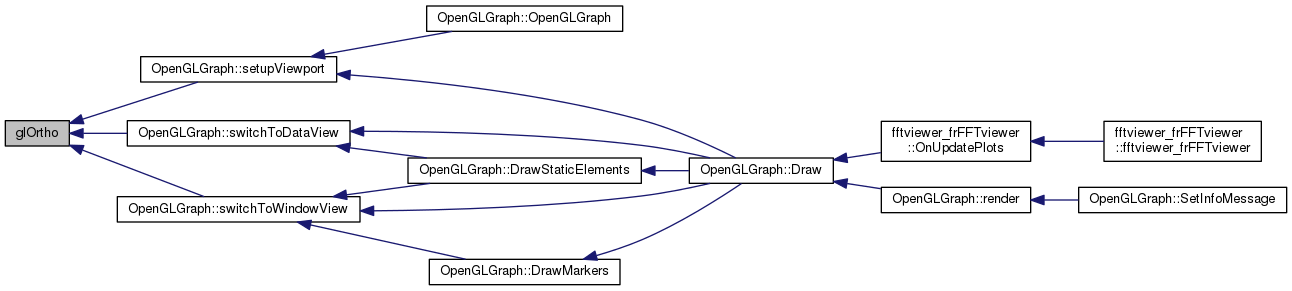 OpenGLGraph::OpenGLGraph
OpenGLGraph::setupViewport
glOrtho
OpenGLGraph::switchToDataView
OpenGLGraph::switchToWindowView
OpenGLGraph::DrawStaticElements
OpenGLGraph::DrawMarkers
OpenGLGraph::Draw
fftviewer_frFFTviewer
::OnUpdatePlots
fftviewer_frFFTviewer
::fftviewer_frFFTviewer
OpenGLGraph::render
OpenGLGraph::SetInfoMessage